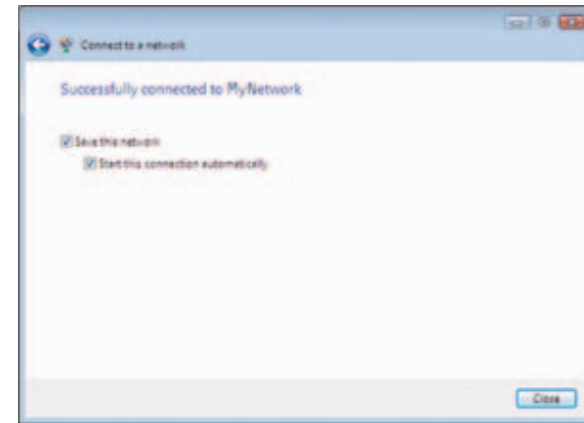 Connect to a network
Successfully connected to MyNetwork
Save this network
Start this connection automatically
Close